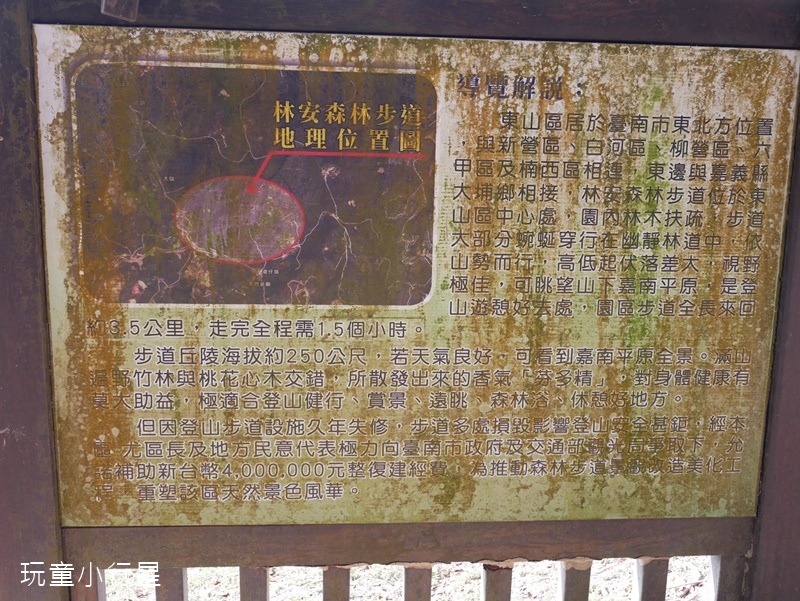 林安森林步道
地理位置圖
導覽解說：
東山區居於臺南市東北方位置
，與新營區、白河區、柳營區、六
甲區及楠西區相連，東邊與嘉義縣
大埔鄉相接，林安森林步道位於東
山區中心處，園內林木扶疏，步道
大部分蜿蜒穿行在幽靜林道中，依
山勢而行，高低起伏落差大，視野
極佳，可眺望山下嘉南平原，是登
山遊憩好去處，園區步道全長來回
約3.5公里，走完全程需1.5個小時。
步道丘陵海拔約250公尺，若天氣良好，可看到嘉南平原全景。滿山
遍野竹林與桃花心木交錯，所散發出來的香氣「芬多精」，對身體健康有
莫大助益，極適合登山健行、賞景、遠眺、森林浴、休憩好地方。
但因登山步道設施久年失修，步道多處損毀影響登山安全甚鉅，經本
區 尤區長及地方民意代表極力向臺南市政府及交通部觀光局爭取下，允
諾補助新台幣4,000,000元整復建經費，為推動森林步道景觀改造美化工
程，重塑該區天然景色風華。
玩童小行屋